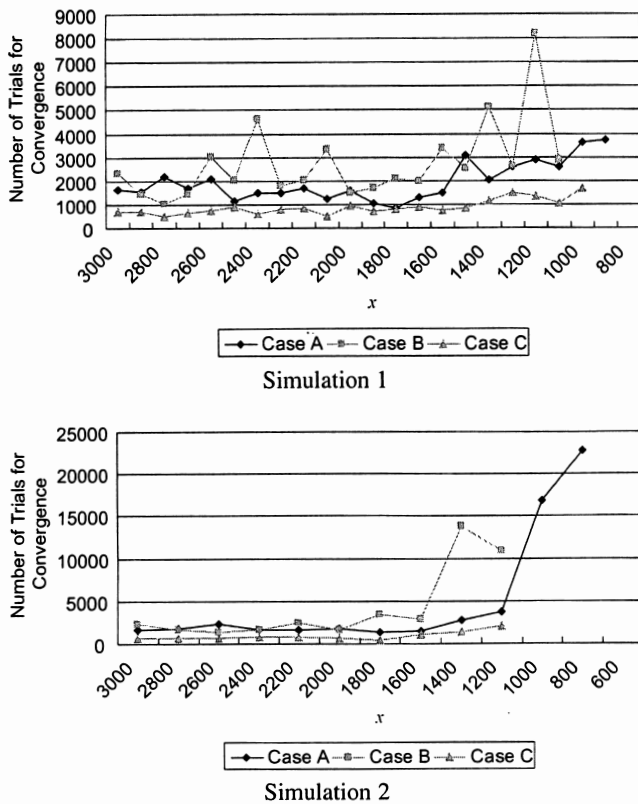 Number of Trials for Convergence
9000
8000
7000
6000
5000
4000
3000
2000
1000
0
3000 2800 2600 2400 2200 2000 1800 1600 1400 1200 1000 800
x
Case A Case B Case C
Simulation 1
Number of Trials for Convergence
25000
20000
15000
10000
5000
0
3000 2800 2600 2400 2200 2000 1800 1600 1400 1200 1000 800 600
x
Case A Case B Case C
Simulation 2